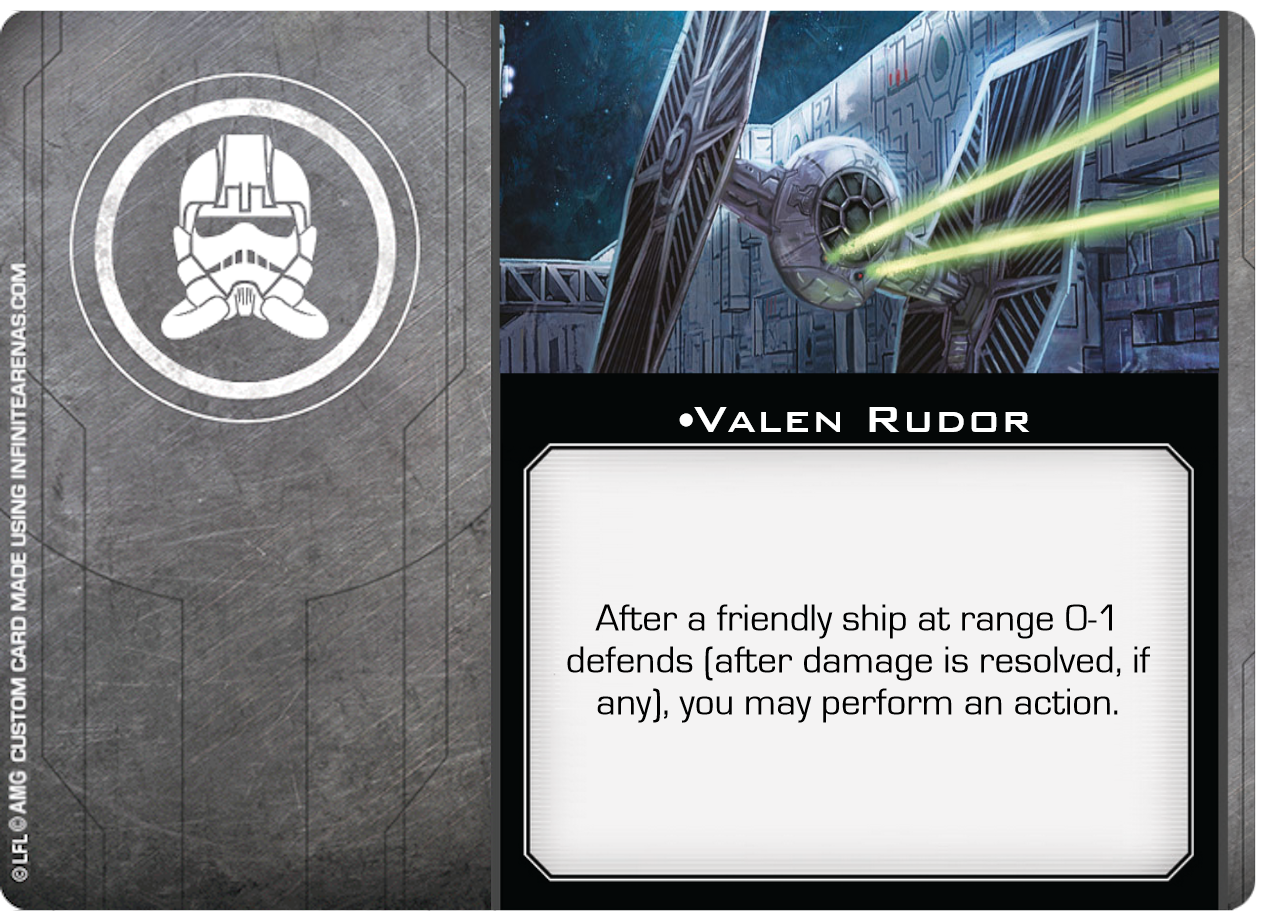 •Valen Rudor
After a friendly ship at range 0-1
defends (after damage is resolved, if
any), you may perform an action.
©LFL©AMG CUSTOM CARD MADE USING INFINITEARENAS.COM